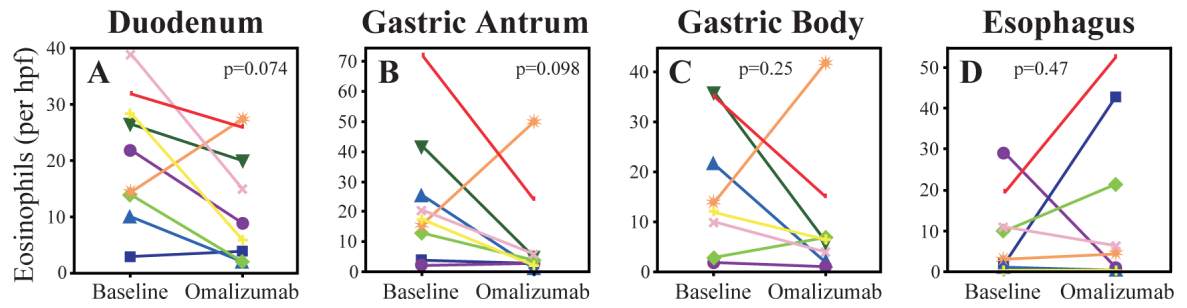 Duodenum
Gastric Antrum
Gastric Body
Esophagus
Eosinophils (per hpf)
A
p=0.074
40
30
20
10
0
Baseline
Omalizumab
B
p=0.098
70
60
50
40
30
20
10
0
Baseline
Omalizumab
C
p=0.25
40
30
20
10
0
Baseline
Omalizumab
D
p=0.47
50
40
30
20
10
0
Baseline
Omalizumab